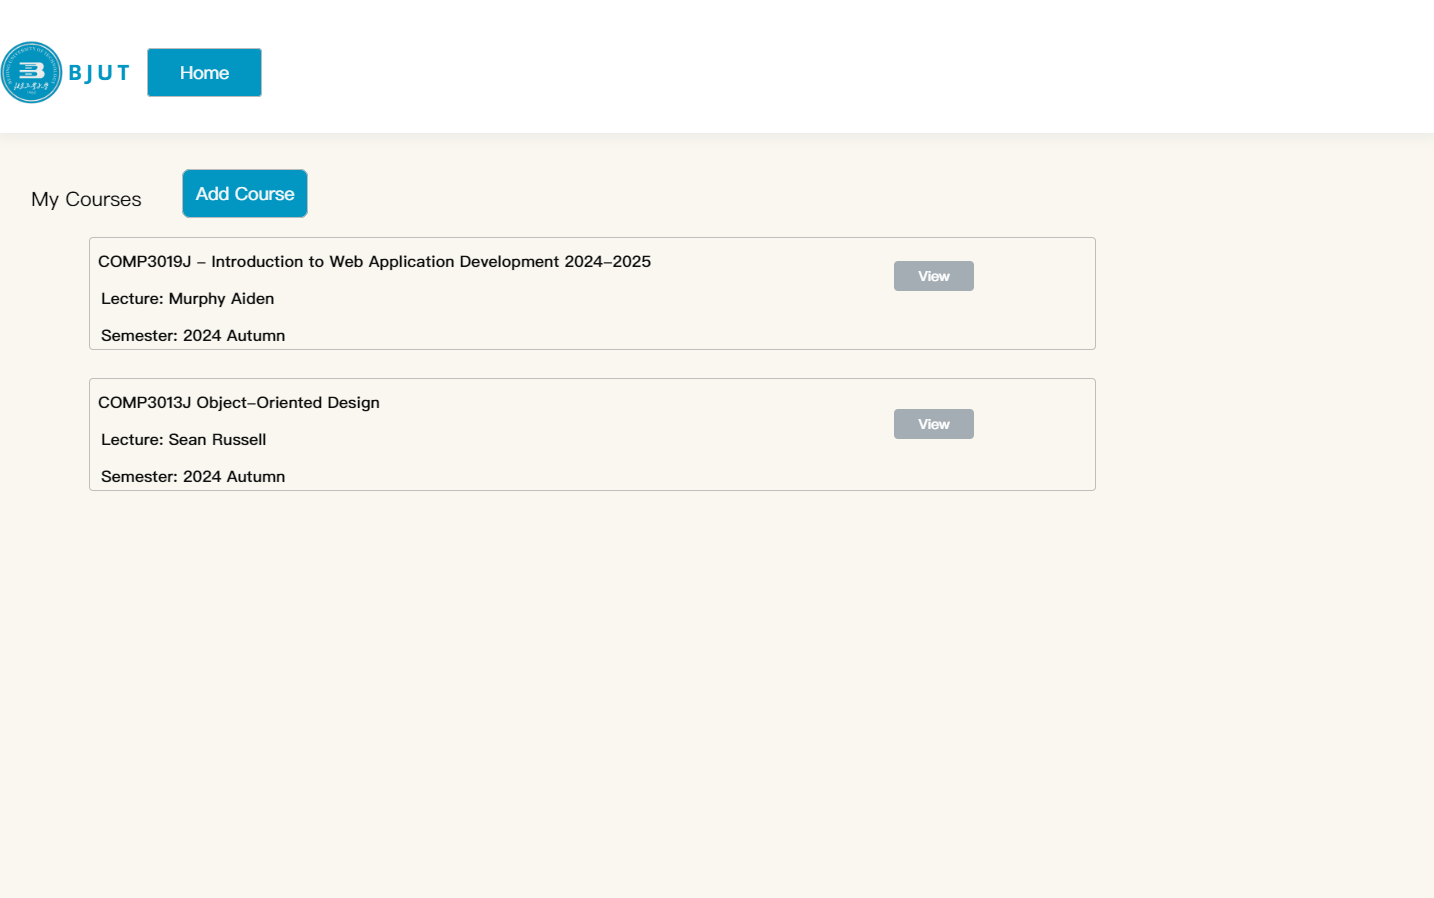 BJUT
Home
My Courses
Add Course
COMP3019J - Introduction to Web Application Development 2024-2025
View
Lecture: Murphy Aiden
Semester: 2024 Autumn
COMP3013J Object-Oriented Design
View
Lecture: Sean Russell
Semester: 2024 Autumn